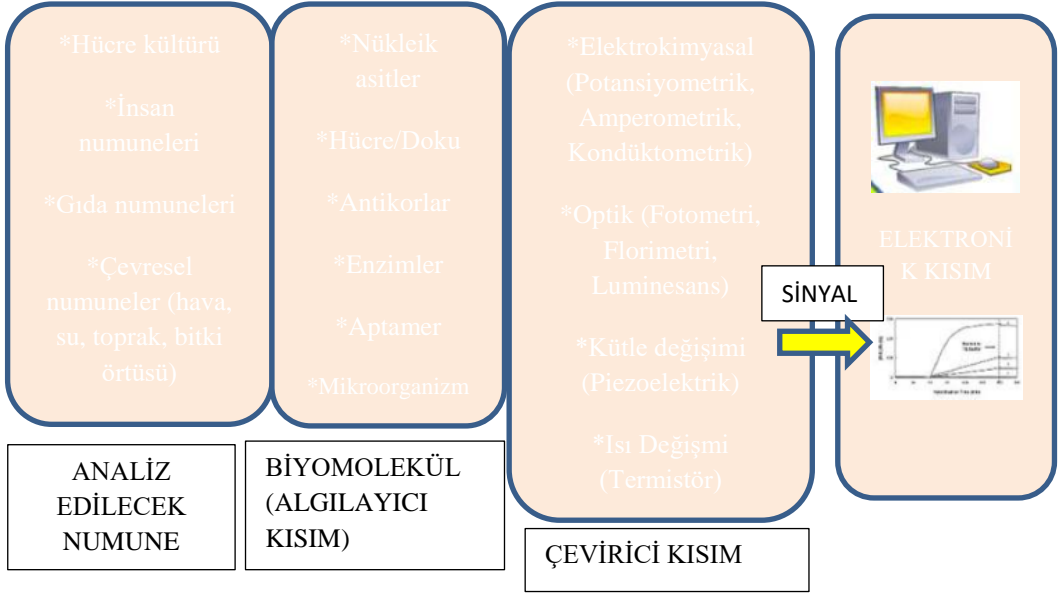 *Hücre kültürü
*İnsan
numuneleri
*Gıda numuneleri
*Çevresel
numuneler (hava,
su, toprak, bitki
örtüsü)
ANALİZ
EDİLECEK
NUMUNE
*Nükleik
asitler
*Hücre/Doku
*Antikorlar
*Enzimler
*Aptamer
*Mikroorganizm
BİYOMOLEKÜL
(ALGILAYICI
KISIM)
*Elektrokimyasal
(Potansiyometrik,
Amperometrik,
Kondüktometrik)
*Optik (Fotometri,
Florimetri,
Luminesans)
*Kütle değişimi
(Piezoelektrik)
*Isı Değişmi
(Termistör)
ÇEVİRİCİ KISIM
SİNYAL
ELEKTRONİ
K KISIM